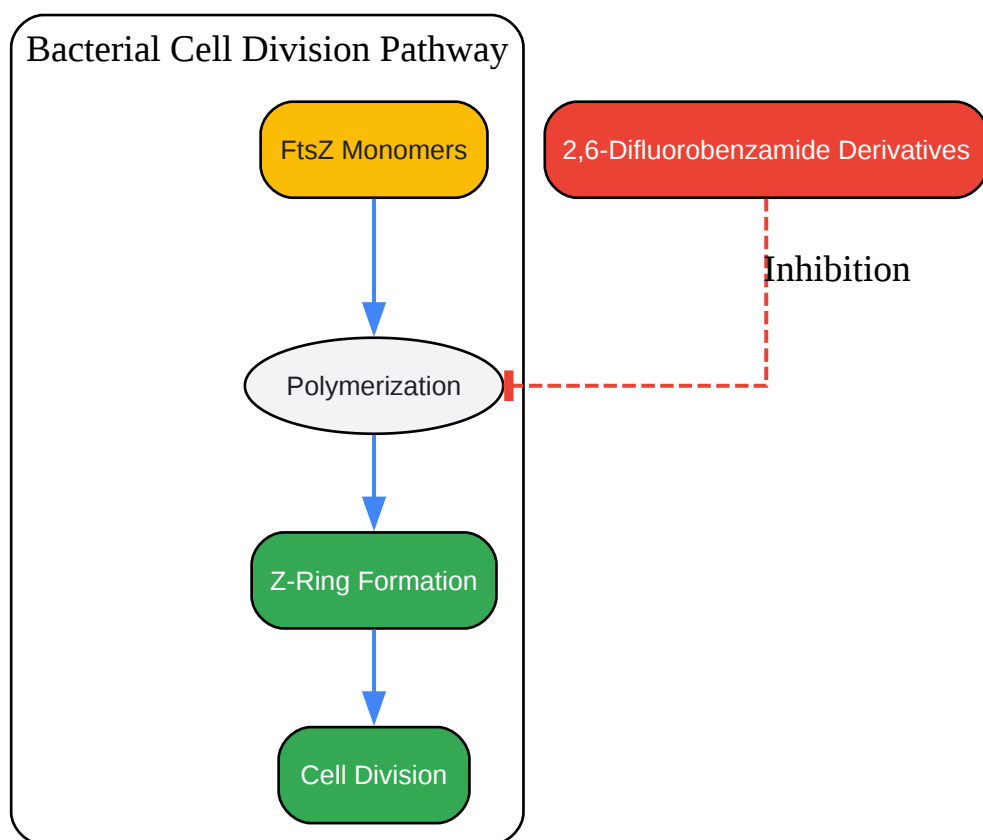 Bacterial Cell Division Pathway
FtsZ Monomers
2,6-Difluorobenzamide Derivatives
Inhibition
Polymerization
Z-Ring Formation
Cell Division